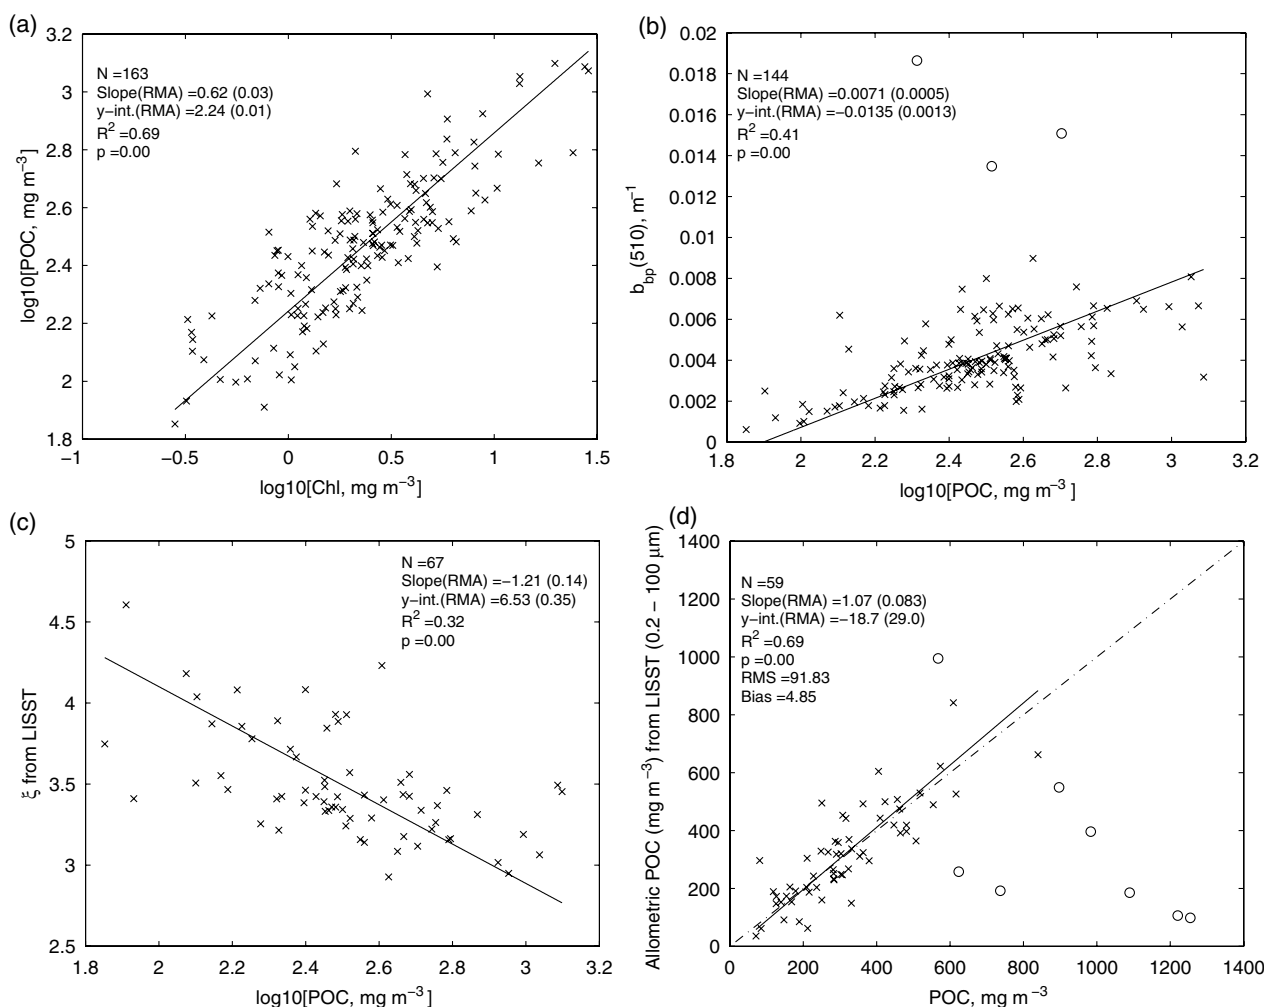 (a)
3.2
3
2.8
2.6
2.4
2.2
2
1.8
−1
−0.5
0
0.5
1
1.5
log10[POC, mg m⁻³]
log10[Chl, mg m⁻³]
N =163
Slope(RMA) =0.62 (0.03)
y−int.(RMA) =2.24 (0.01)
R² =0.69
p =0.00
(b)
0.02
0.018
0.016
0.014
0.012
0.01
0.008
0.006
0.004
0.002
0
1.8
2
2.2
2.4
2.6
2.8
3
3.2
b_bp(510), m⁻¹
log10[POC, mg m⁻³]
N =144
Slope(RMA) =0.0071 (0.0005)
y−int.(RMA) =−0.0135 (0.0013)
R² =0.41
p =0.00
(c)
5
4.5
4
3.5
3
2.5
1.8
2
2.2
2.4
2.6
2.8
3
3.2
ξ from LISST
log10[POC, mg m⁻³]
N =67
Slope(RMA) =−1.21 (0.14)
y−int.(RMA) =6.53 (0.35)
R² =0.32
p =0.00
(d)
1400
1200
1000
800
600
400
200
0
0
200
400
600
800
1000
1200
1400
Allometric POC (mg m⁻³) from LISST (0.2 − 100 μm)
POC, mg m⁻³
N =59
Slope(RMA) =1.07 (0.083)
y−int.(RMA) =−18.7 (29.0)
R² =0.69
p =0.00
RMS =91.83
Bias =4.85